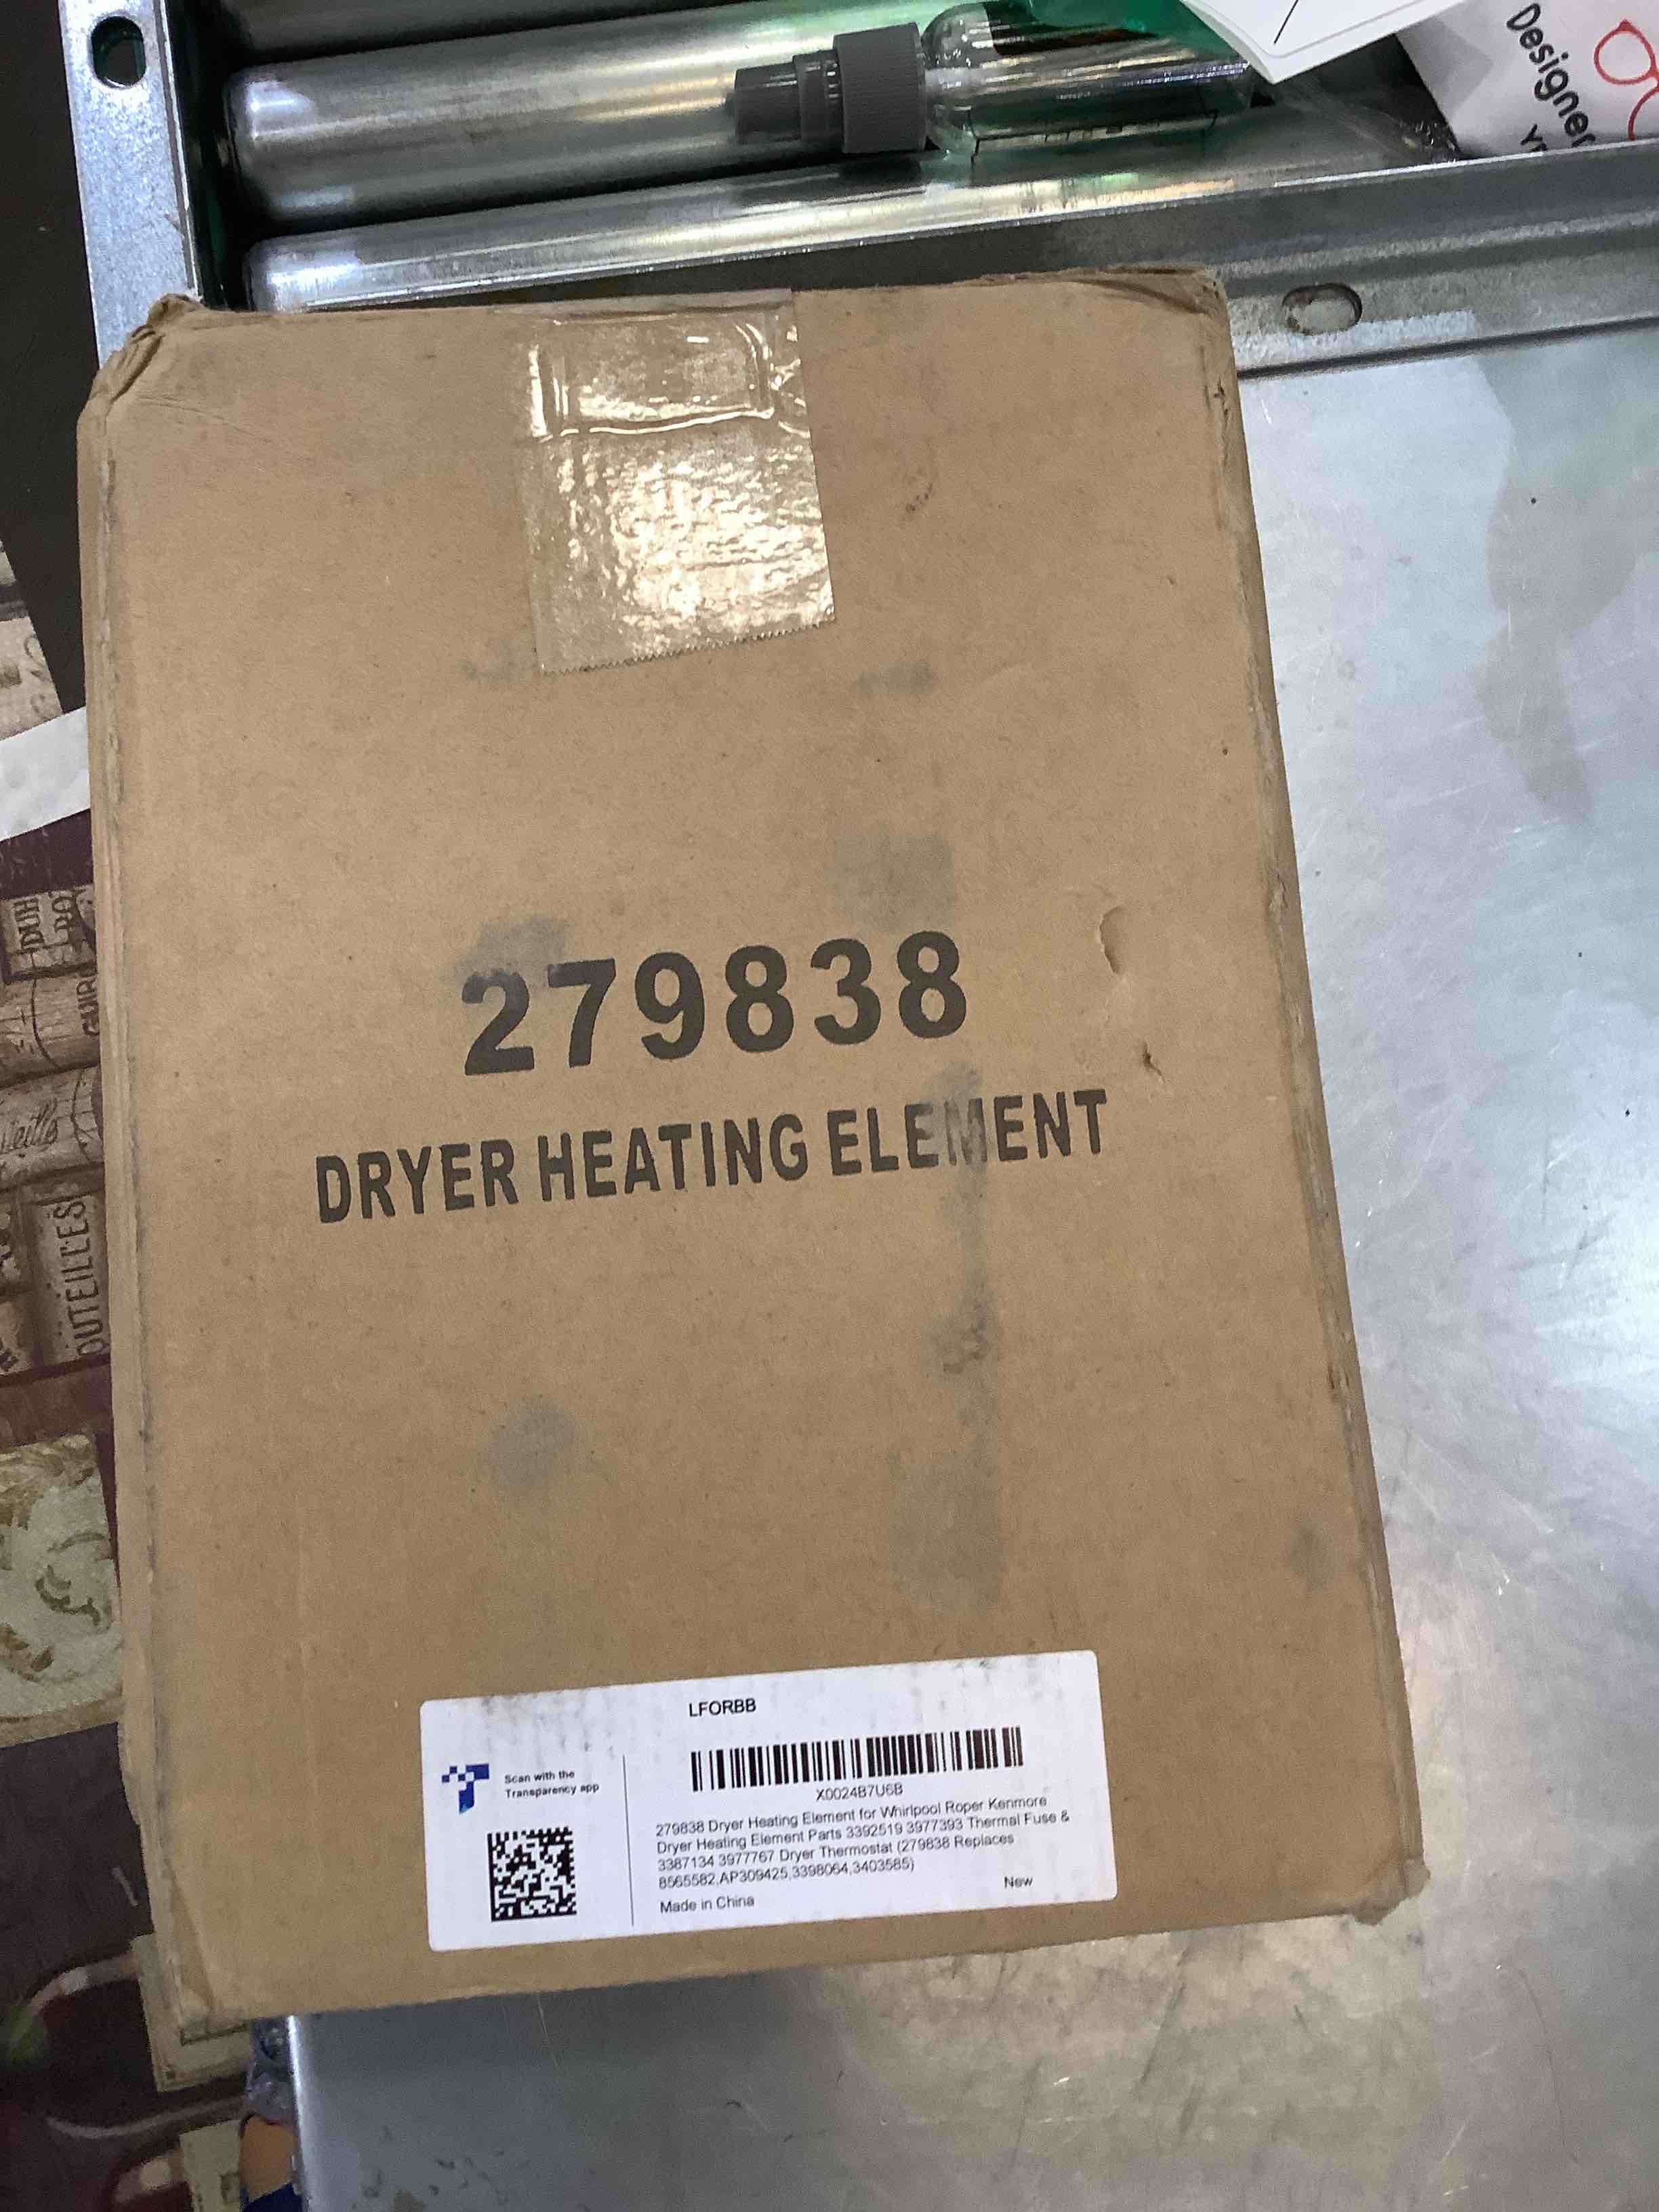 Designer
279838
DRYER HEATING ELEMENT
LFORBB
Scan with the
Transparency app
X0024B7U6B
279838 Dryer Heating Element for Whirlpool Roper Kenmore
Dryer Heating Element Parts 3392519 3977393 Thermal Fuse &
3387134 3977767 Dryer Thermostat (279838 Replaces
8565582,AP309425,3398064,3403585)
New
Made in China